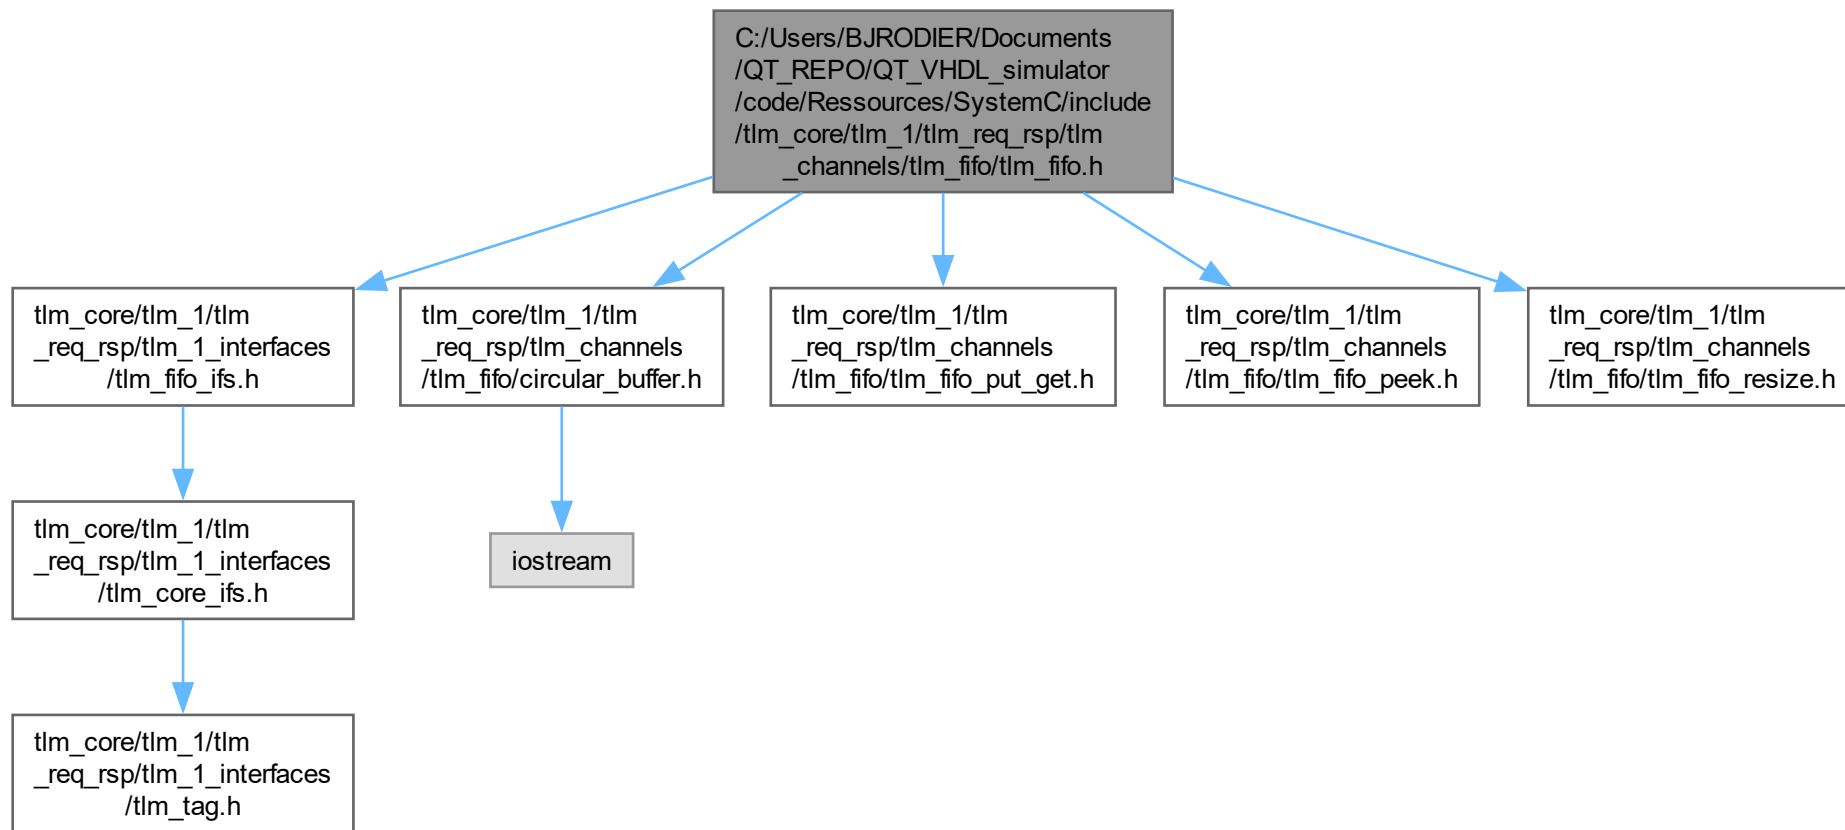 C:/Users/BJRODIER/Documents
/QT_REPO/QT_VHDL_simulator
/code/Ressources/SystemC/include
/tlm_core/tlm_1/tlm_req_rsp/tlm
_channels/tlm_fifo/tlm_fifo.h
tlm_core/tlm_1/tlm
_req_rsp/tlm_1_interfaces
/tlm_fifo_ifs.h
tlm_core/tlm_1/tlm
_req_rsp/tlm_channels
/tlm_fifo/circular_buffer.h
tlm_core/tlm_1/tlm
_req_rsp/tlm_channels
/tlm_fifo/tlm_fifo_put_get.h
tlm_core/tlm_1/tlm
_req_rsp/tlm_channels
/tlm_fifo/tlm_fifo_peek.h
tlm_core/tlm_1/tlm
_req_rsp/tlm_channels
/tlm_fifo/tlm_fifo_resize.h
tlm_core/tlm_1/tlm
_req_rsp/tlm_1_interfaces
/tlm_core_ifs.h
iostream
tlm_core/tlm_1/tlm
_req_rsp/tlm_1_interfaces
/tlm_tag.h